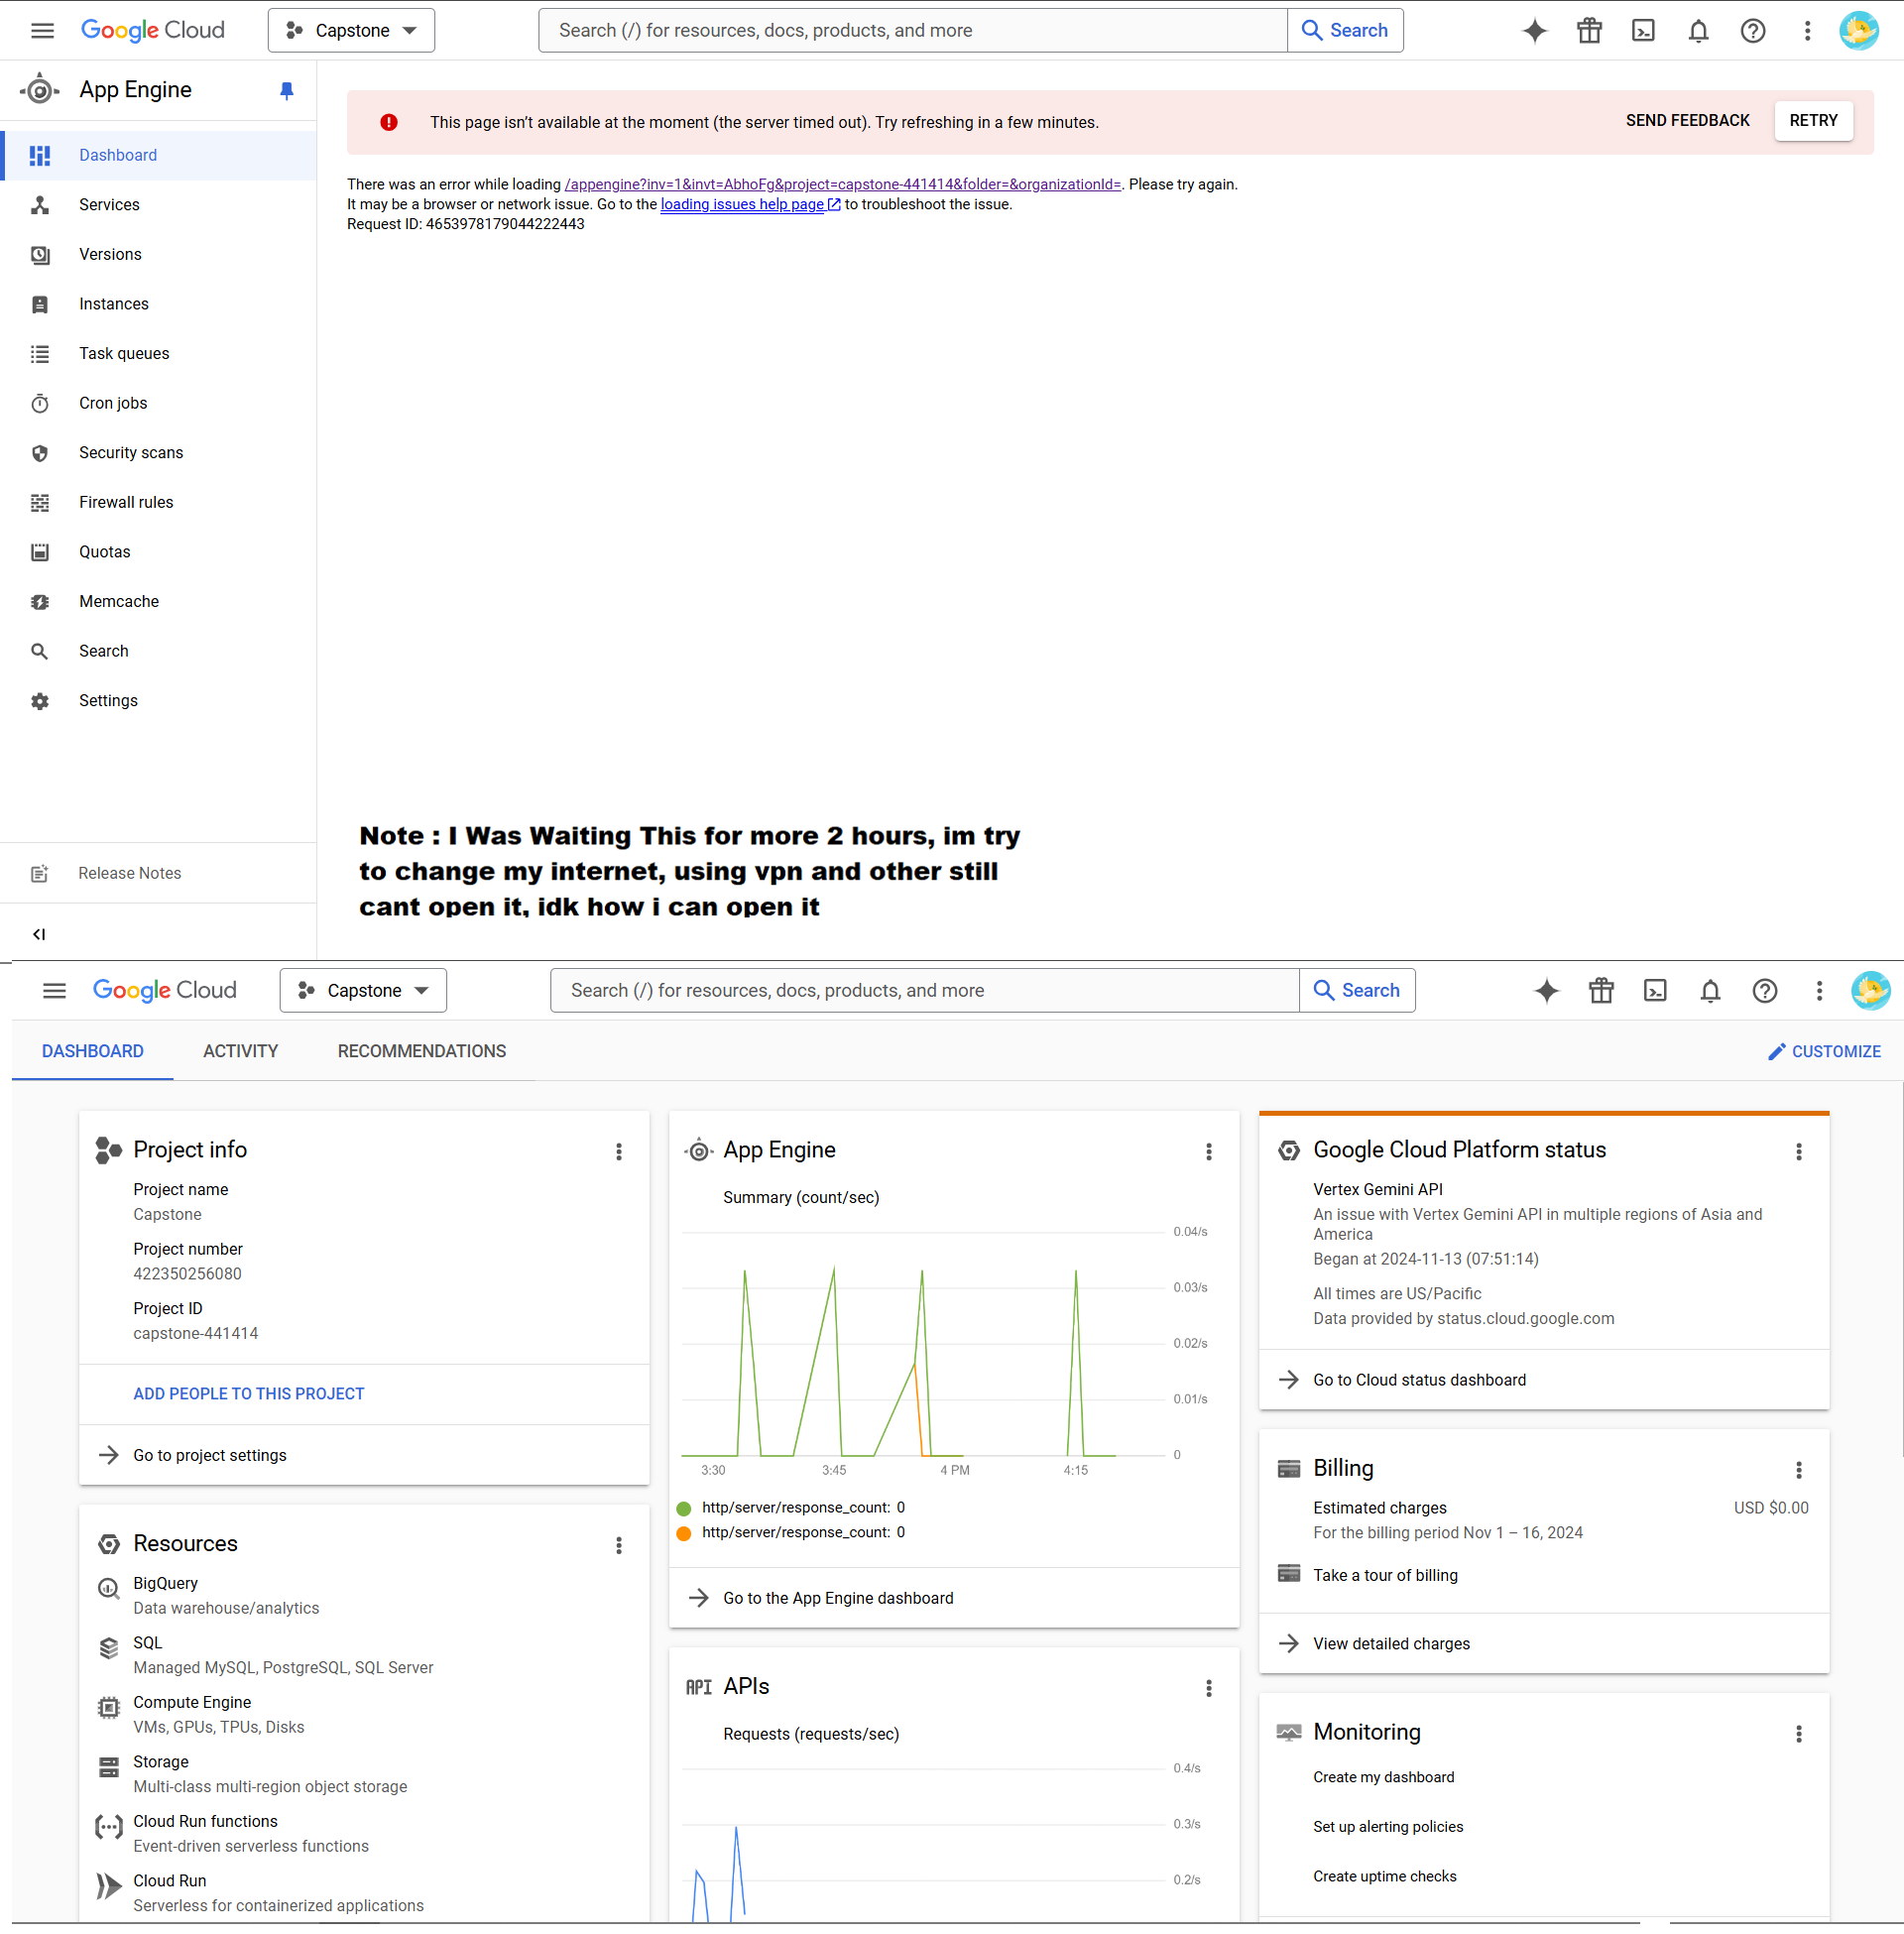 Google Cloud
Capstone
Search (/) for resources, docs, products, and more
Search
App Engine
Dashboard
Services
Versions
Instances
Task queues
Cron jobs
Security scans
Firewall rules
Quotas
Memcache
Search
Settings
Release Notes
This page isn't available at the moment (the server timed out). Try refreshing in a few minutes.
SEND FEEDBACK
RETRY
There was an error while loading /appengine?inv=1&invt=AbhoFg&project=capstone-441414&folder=&organizationId=. Please try again.
It may be a browser or network issue. Go to the loading issues help page to troubleshoot the issue.
Request ID: 4653978179044222443
Note : I Was Waiting This for more 2 hours, im try
to change my internet, using vpn and other still
cant open it, idk how i can open it
Google Cloud
Capstone
Search (/) for resources, docs, products, and more
Search
DASHBOARD
ACTIVITY
RECOMMENDATIONS
CUSTOMIZE
Project info
Project name
Capstone
Project number
422350256080
Project ID
capstone-441414
ADD PEOPLE TO THIS PROJECT
Go to project settings
Resources
BigQuery
Data warehouse/analytics
SQL
Managed MySQL, PostgreSQL, SQL Server
Compute Engine
VMs, GPUs, TPUs, Disks
Storage
Multi-class multi-region object storage
Cloud Run functions
Event-driven serverless functions
Cloud Run
Serverless for containerized applications
App Engine
Summary (count/sec)
0.04/s
0.03/s
0.02/s
0.01/s
0
3:30
3:45
4 PM
4:15
http/server/response_count: 0
http/server/response_count: 0
Go to the App Engine dashboard
API
APIs
Requests (requests/sec)
0.4/s
0.3/s
0.2/s
Google Cloud Platform status
Vertex Gemini API
An issue with Vertex Gemini API in multiple regions of Asia and
America
Began at 2024-11-13 (07:51:14)
All times are US/Pacific
Data provided by status.cloud.google.com
Go to Cloud status dashboard
Billing
Estimated charges
USD $0.00
For the billing period Nov 1 – 16, 2024
Take a tour of billing
View detailed charges
Monitoring
Create my dashboard
Set up alerting policies
Create uptime checks